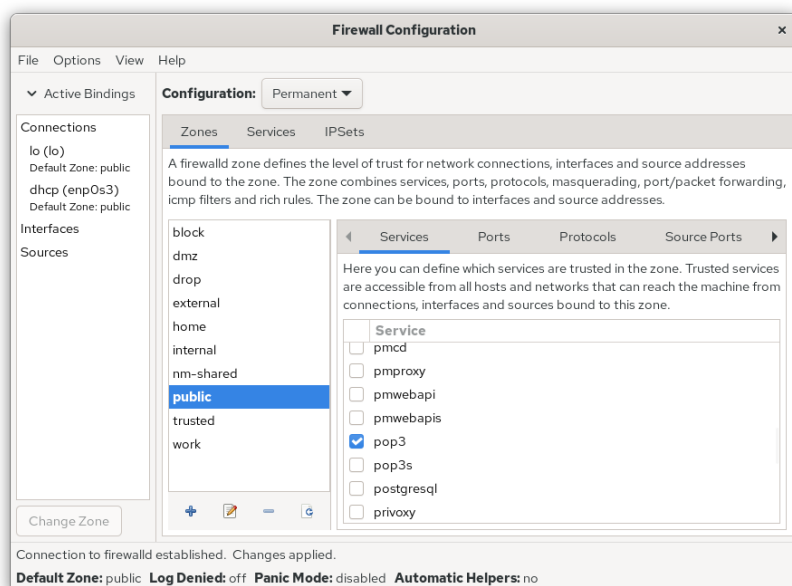 Firewall Configuration
×
File Options View Help
Active Bindings
Configuration: Permanent
Connections
lo (lo)
Default Zone: public
dhcp (enp0s3)
Default Zone: public
Interfaces
Sources
Change Zone
Zones Services IPSets
A firewalld zone defines the level of trust for network connections, interfaces and source addresses
bound to the zone. The zone combines services, ports, protocols, masquerading, port/packet forwarding,
icmp filters and rich rules. The zone can be bound to interfaces and source addresses.
block
dmz
drop
external
home
internal
nm-shared
public
trusted
work
Services Ports Protocols Source Ports
Here you can define which services are trusted in the zone. Trusted services
are accessible from all hosts and networks that can reach the machine from
connections, interfaces and sources bound to this zone.
Service
pmcd
pmproxy
pmwebapi
pmwebapis
pop3
pop3s
postgresql
privoxy
Connection to firewalld established. Changes applied.
Default Zone: public Log Denied: off Panic Mode: disabled Automatic Helpers: no